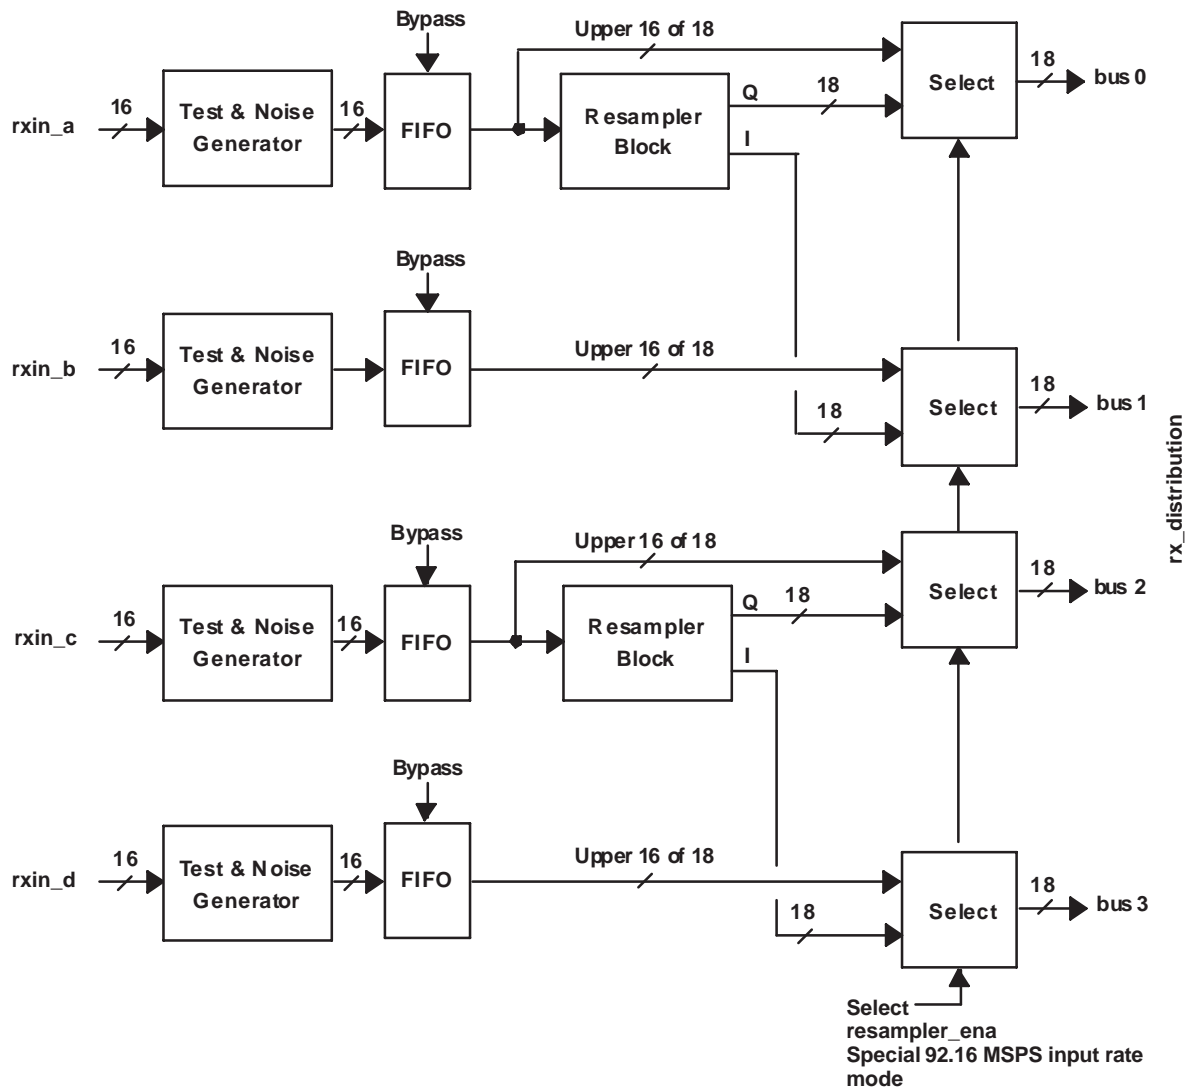 Bypass
Upper 16 of 18
18
bus 0
Select
Q
18
16
Test & Noise
Generator
16
FIFO
Resampler
Block
rxin_a
I
Bypass
16
Test & Noise
Generator
FIFO
Upper 16 of 18
rxin_b
18
bus 1
Select
18
rx_distribution
Bypass
Upper 16 of 18
18
bus 2
Select
Q
18
16
Test & Noise
Generator
16
FIFO
Resampler
Block
rxin_c
I
Bypass
16
Test & Noise
Generator
16
FIFO
Upper 16 of 18
rxin_d
18
bus 3
Select
18
Select
resampler_ena
Special 92.16 MSPS input rate
mode